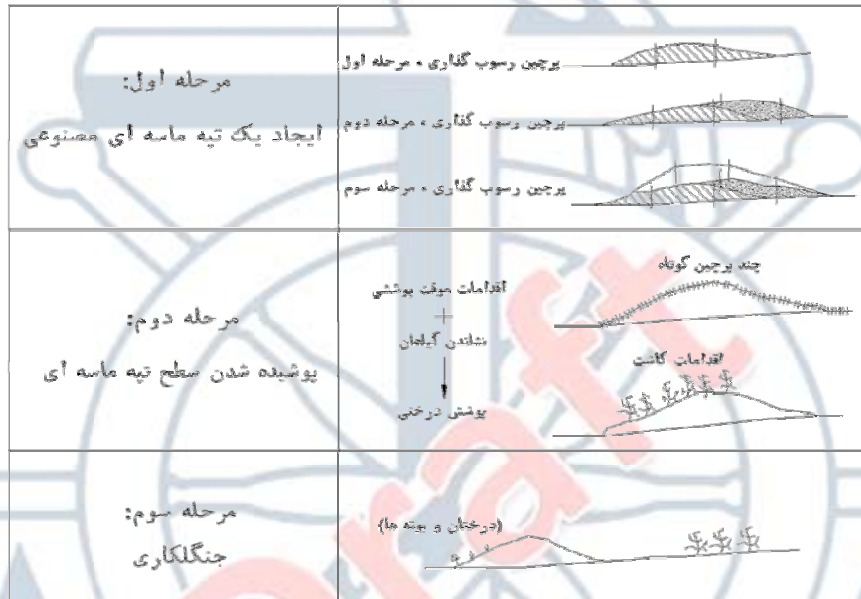 مرحله اول:
ایجاد یک تپه ماسه ای مصنوعی
پرچین رسوب گذاری ، مرحله اول
پرچین رسوب گذاری ، مرحله دوم
پرچین رسوب گذاری ، مرحله سوم
مرحله دوم:
پوشیده شدن سطح تپه ماسه ای
چند پرچین کوتاه
اقدامات موقت پوششی
+
نشاندن گیاهان
اقدامات کاشت
پوشش درختی
مرحله سوم:
جنگلکاری
(درختان و بوته ها)
raft